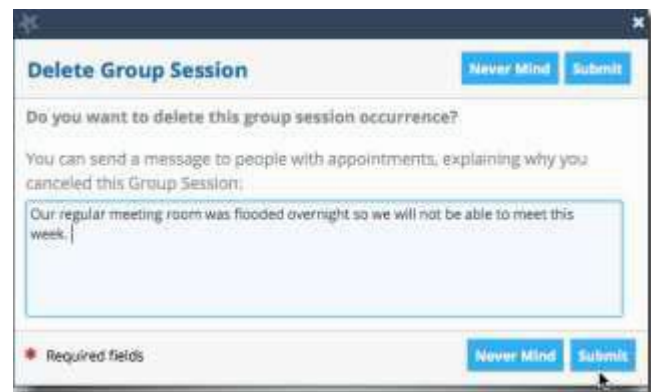 Delete Group Session
Never Mind Submit
Do you want to delete this group session occurrence?
You can send a message to people with appointments, explaining why you
canceled this Group Session:
Our regular meeting room was flooded overnight so we will not be able to meet this
week.
* Required fields
Never Mind Submit